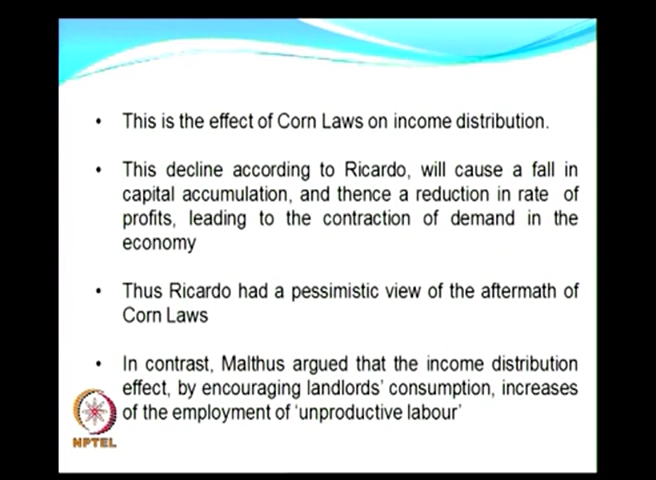 • This is the effect of Corn Laws on income distribution.
• This decline according to Ricardo, will cause a fall in
capital accumulation, and thence a reduction in rate of
profits, leading to the contraction of demand in the
economy
• Thus Ricardo had a pessimistic view of the aftermath of
Corn Laws
• In contrast, Malthus argued that the income distribution
effect, by encouraging landlords' consumption, increases
of the employment of 'unproductive labour'
NPTEL